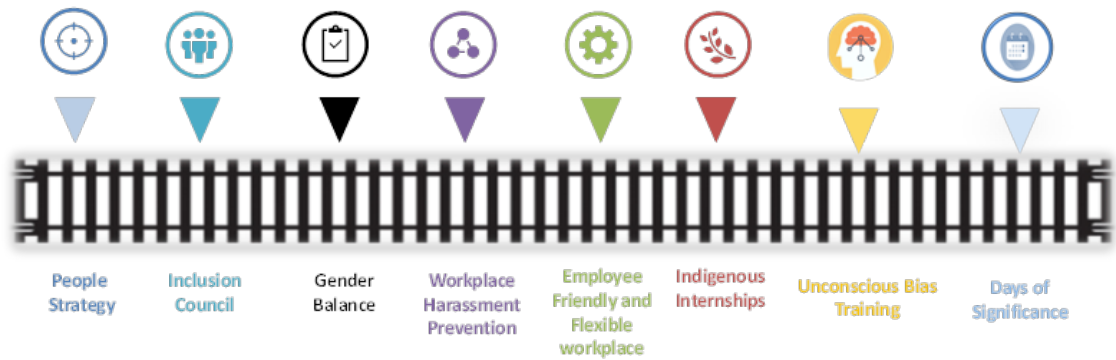 People
Strategy
Inclusion
Council
Gender
Balance
Workplace
Harassment
Prevention
Employee
Friendly and
Flexible
workplace
Indigenous
Internships
Unconscious Bias
Training
Days of
Significance